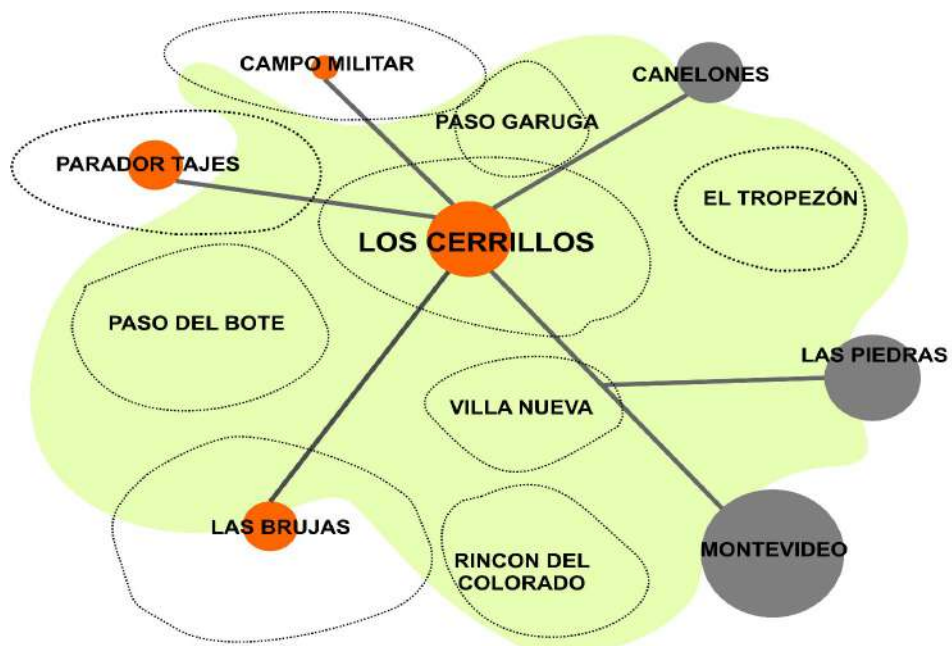 CAMPO MILITAR
CANELONES
PASO GARUGA
PARADOR TAJES
EL TROPEZÓN
LOS CERRILLOS
PASO DEL BOTE
LAS PIEDRAS
VILLA NUEVA
LAS BRUJAS
MONTEVIDEO
RINCON DEL
COLORADO